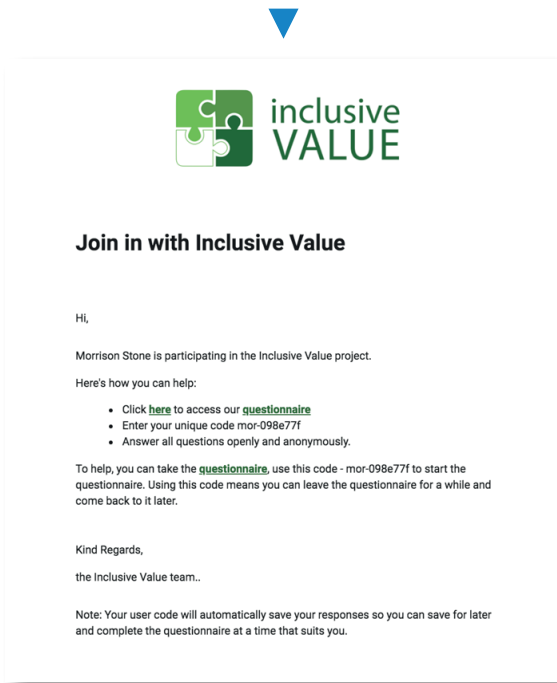 inclusive
VALUE
Join in with Inclusive Value
Hi,
Morrison Stone is participating in the Inclusive Value project.
Here's how you can help:
• Click here to access our questionnaire
• Enter your unique code mor-098e77f
• Answer all questions openly and anonymously.
To help, you can take the questionnaire, use this code - mor-098e77f to start the
questionnaire. Using this code means you can leave the questionnaire for a while and
come back to it later.
Kind Regards,
the Inclusive Value team..
Note: Your user code will automatically save your responses so you can save for later
and complete the questionnaire at a time that suits you.